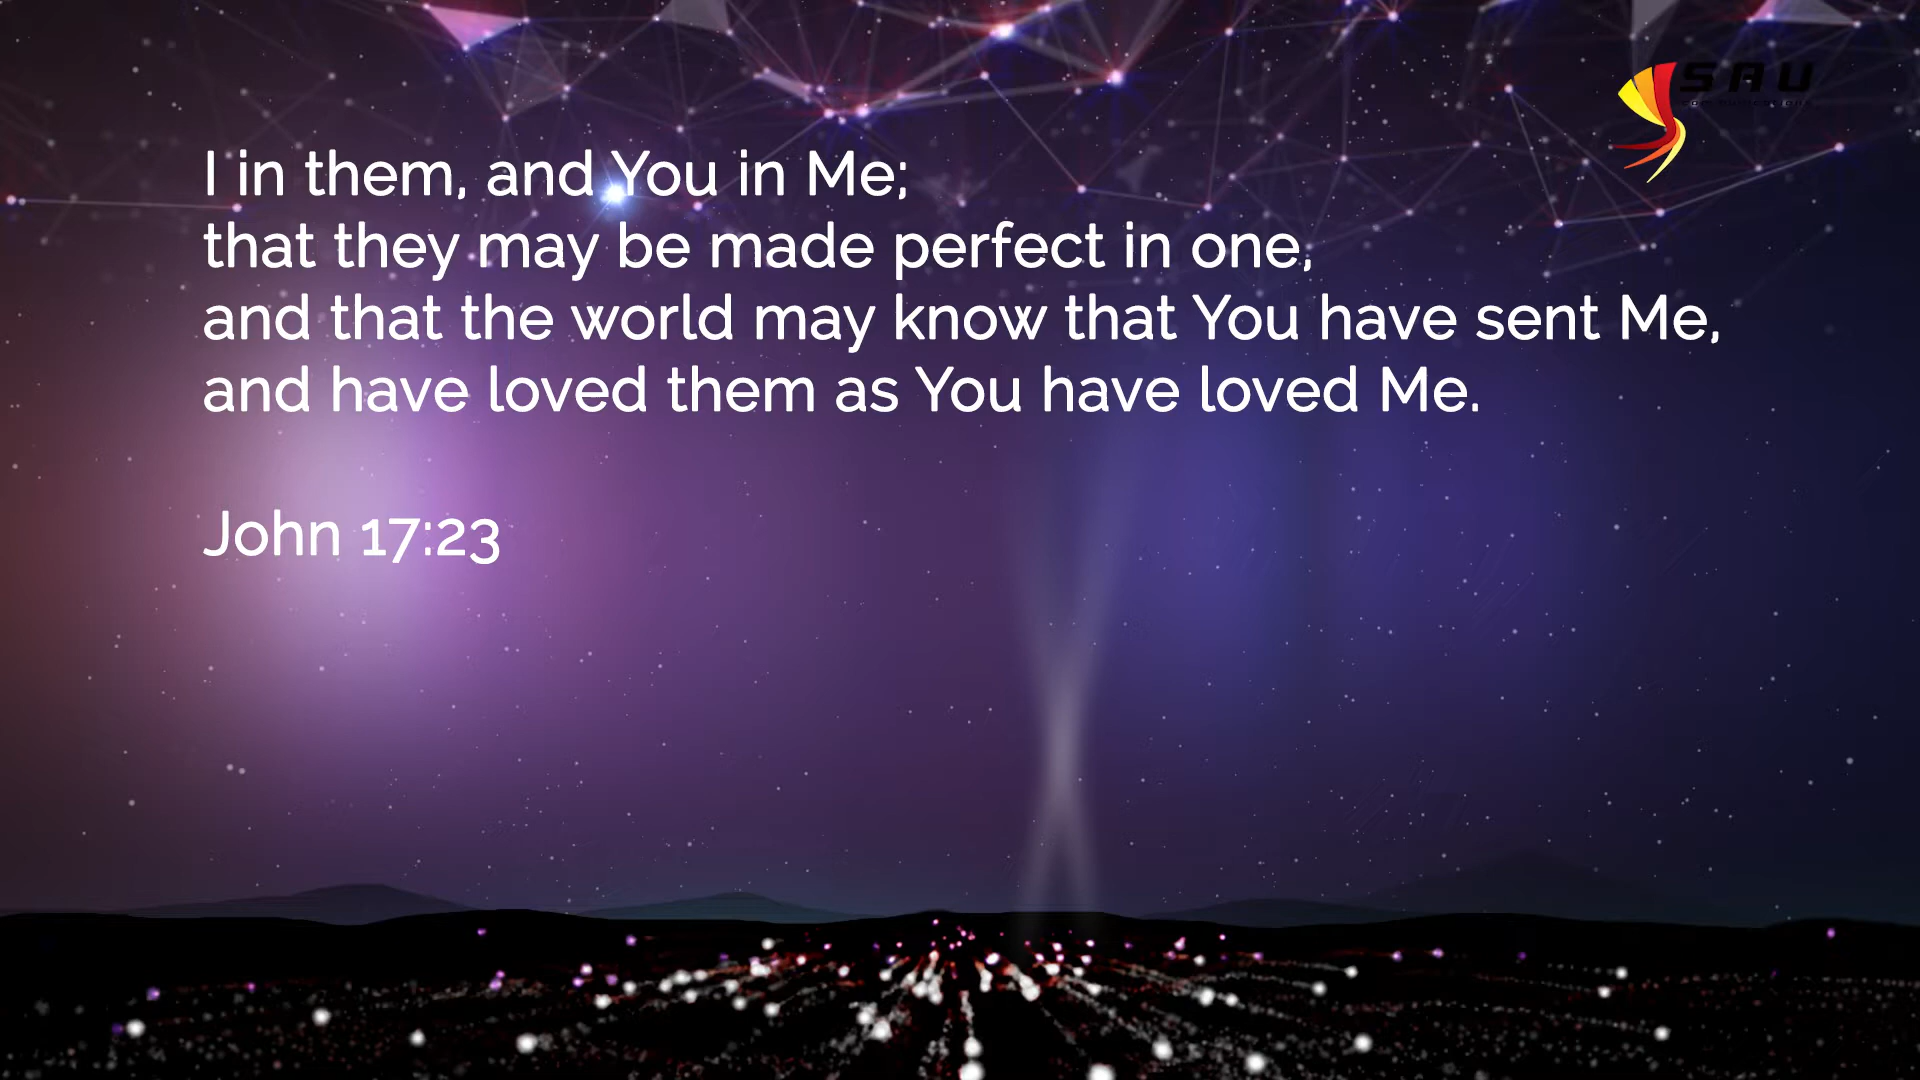 SAU
communications
I in them, and You in Me;
that they may be made perfect in one,
and that the world may know that You have sent Me,
and have loved them as You have loved Me.
John 17:23